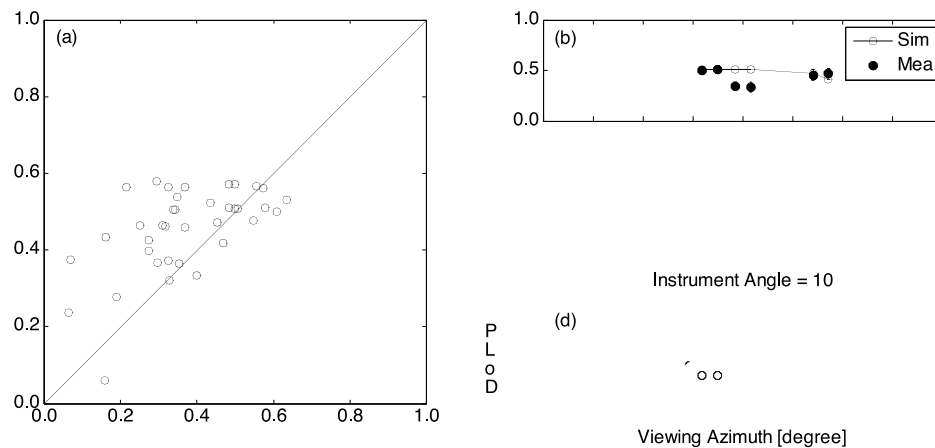 1.0
(a)
0.8
0.6
0.4
0.2
0.0
0.0 0.2 0.4 0.6 0.8 1.0
1.0
(b)
Sim
Mea
0.5
0.0
Instrument Angle = 10
(d)
P
L
o
D
Viewing Azimuth [degree]